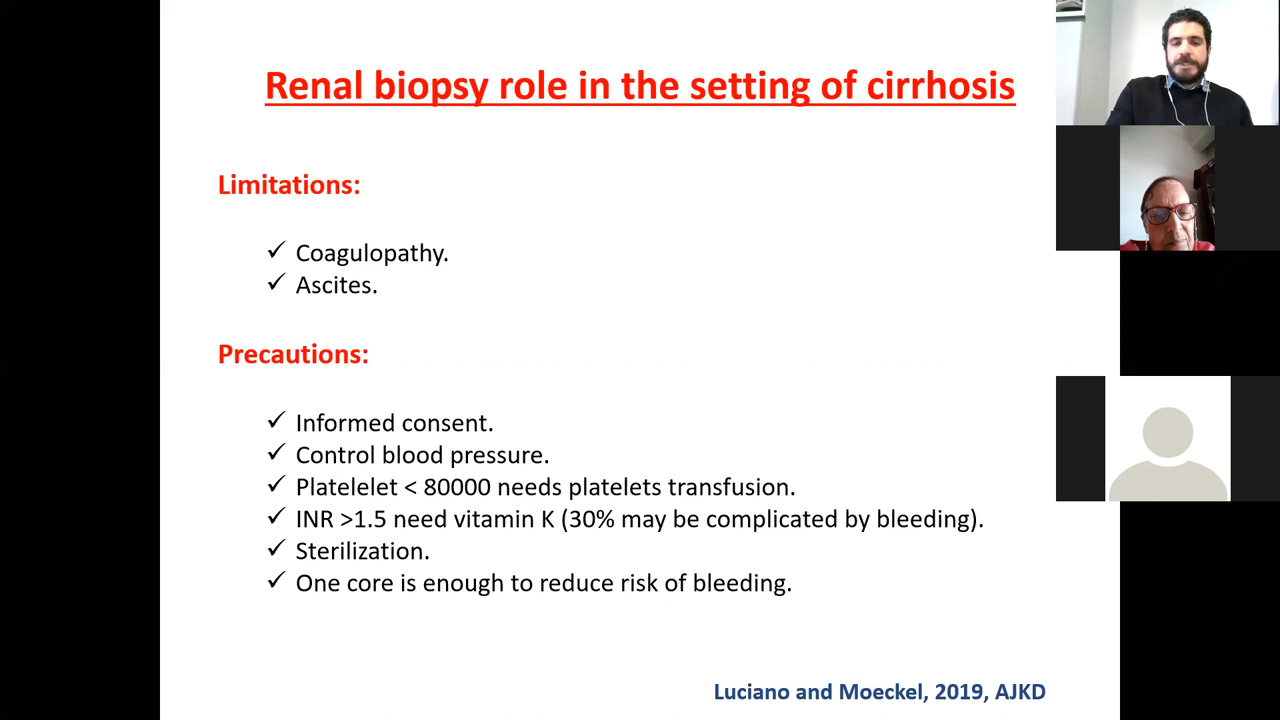 Renal biopsy role in the setting of cirrhosis
Limitations:
✓ Coagulopathy.
✓ Ascites.
Precautions:
✓ Informed consent.
✓ Control blood pressure.
✓ Platelelet < 80000 needs platelets transfusion.
✓ INR >1.5 need vitamin K (30% may be complicated by bleeding).
✓ Sterilization.
✓ One core is enough to reduce risk of bleeding.
Luciano and Moeckel, 2019, AJKD